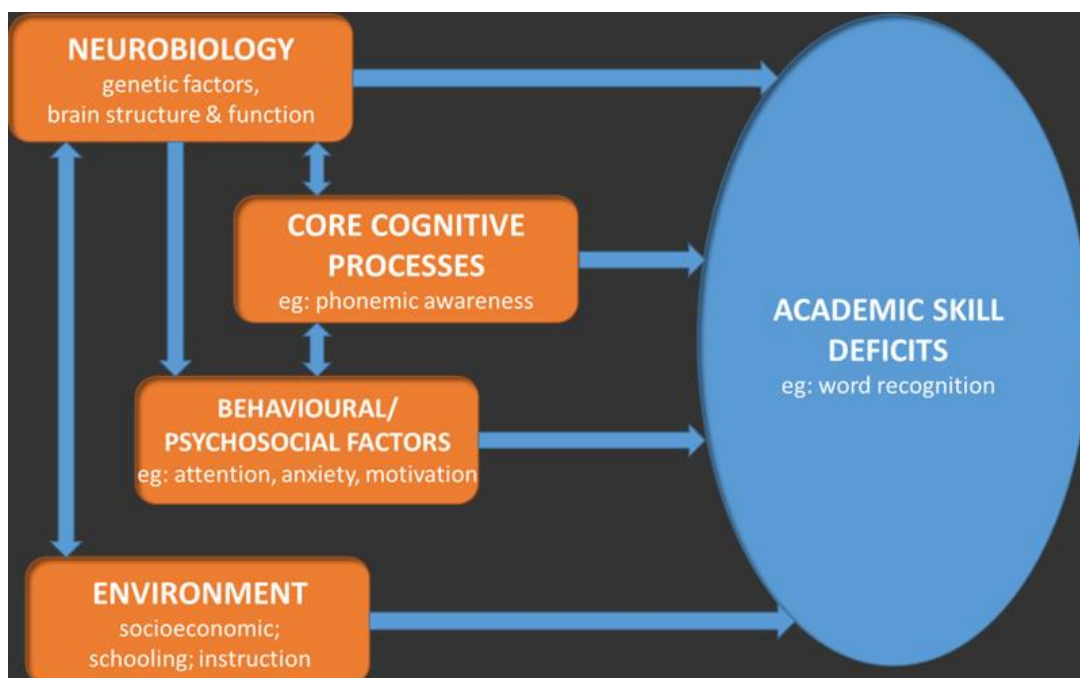 NEUROBIOLOGY
genetic factors,
brain structure & function
CORE COGNITIVE
PROCESSES
eg: phonemic awareness
BEHAVIOURAL/
PSYCHOSOCIAL FACTORS
eg: attention, anxiety, motivation
ENVIRONMENT
socioeconomic;
schooling; instruction
ACADEMIC SKILL
DEFICITS
eg: word recognition